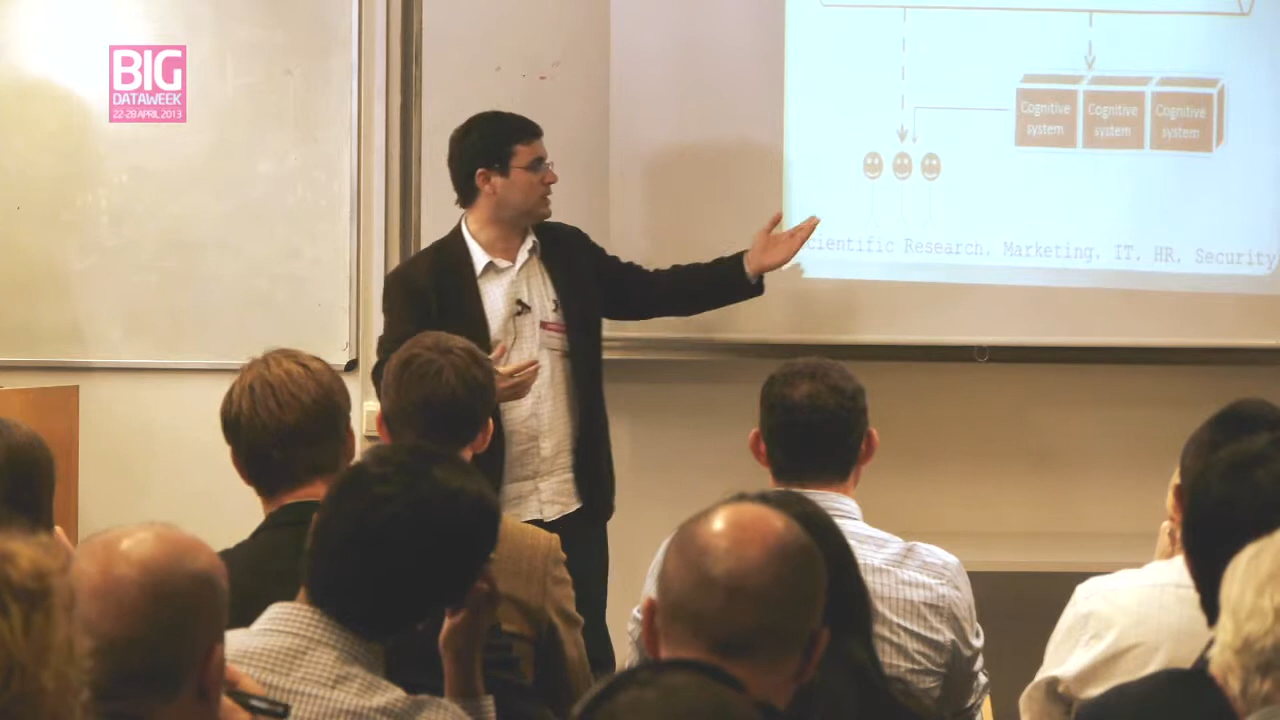 BIG
DATAWEEK
22-28 APRIL 2013
Cognitive system
Cognitive system
Cognitive system
cientific Research, Marketing, IT, HR, Security